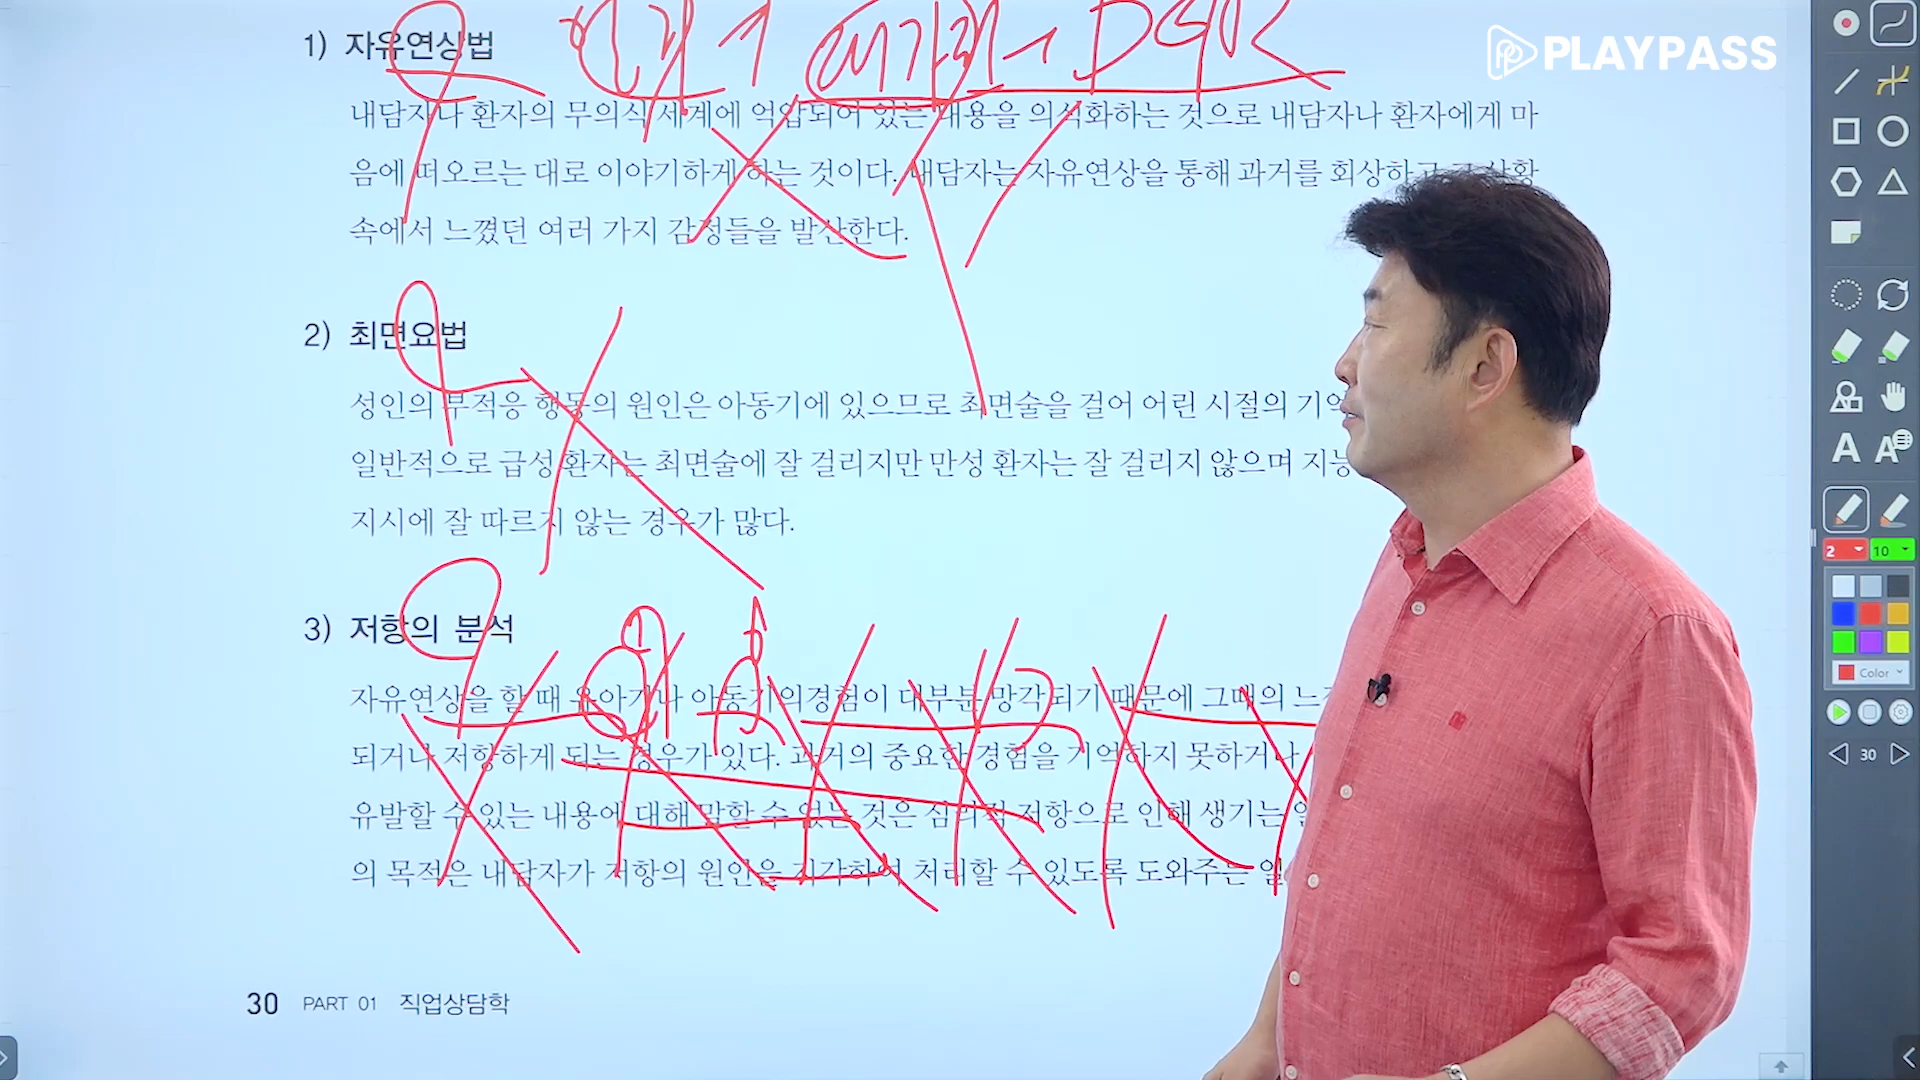 PLAYPASS
1) 자유연상법
내담자나 환자의 무의식 세계에 억압되어 있는 내용을 의식화하는 것으로 내담자나 환자에게 마
음에 떠오르는 대로 이야기하게 하는 것이다. 내담자는 자유연상을 통해 과거를 회상하고 그 상황
속에서 느꼈던 여러 가지 감정들을 발산한다.
2) 최면요법
성인의 부적응 행동의 원인은 아동기에 있으므로 최면술을 걸어 어린 시절의 기억
일반적으로 급성 환자는 최면술에 잘 걸리지만 만성 환자는 잘 걸리지 않으며 지능
지시에 잘 따르지 않는 경우가 많다.
3) 저항의 분석
자유연상을 할 때 유아기나 아동기의경험이 대부분 망각되기 때문에 그때의
되거나 저항하게 되는 경우가 있다. 과거의 중요한 경험을 기억하지 못하거나
유발할 수 있는 내용에 대해 말할 수 없는 것은 심리적 저항으로 인해 생기는
의 목적은 내담자가 저항의 원인을 지각하여 처리할 수 있도록 도와주는 일
30 PART 01 직업상담학
2 10
Color
30